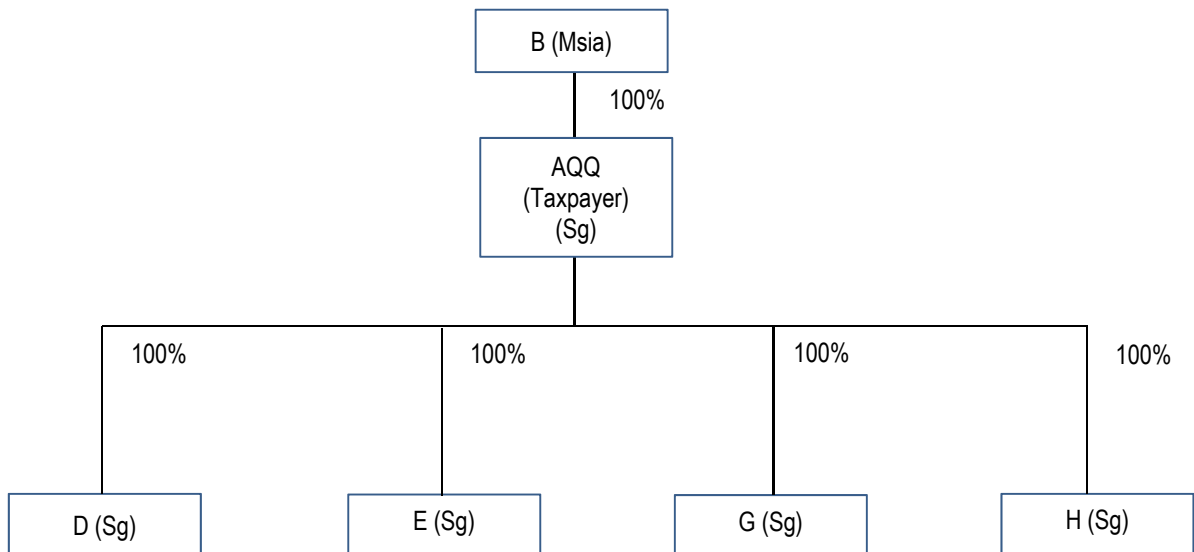 B (Msia)
100%
AQQ
(Taxpayer)
(Sg)
100%
100%
100%
100%
D (Sg)
E (Sg)
G (Sg)
H (Sg)